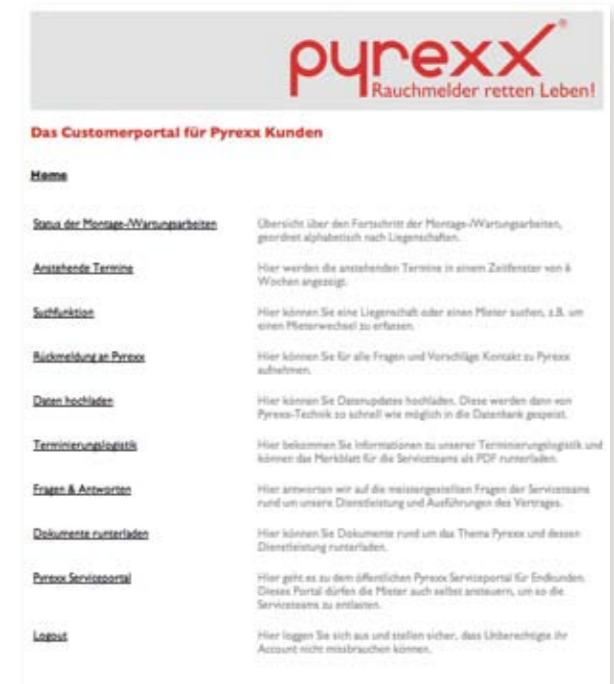 pyrexx®
Rauchmelder retten Leben!
Das Customerportal für Pyrexx Kunden
Home
Status der Montage-/Wartungsarbeiten
Übersicht über den Fortschritt der Montage-/Wartungsarbeiten,
geordnet alphabetisch nach Liegenschaften.
Anstehende Termine
Hier werden die anstehenden Termine in einem Zeitfenster von 6
Wochen angezeigt.
Suchfunktion
Hier können Sie eine Liegenschaft oder einen Mieter suchen, z.B. um
einen Mieterwechsel zu erfassen.
Rückmeldung an Pyrexx
Hier können Sie für alle Fragen und Vorschläge Kontakt zu Pyrexx
aufnehmen.
Daten hochladen
Hier können Sie Datenupdates hochladen. Diese werden dann von
Pyrexx-Technik so schnell wie möglich in die Datenbank gespeist.
Terminierungslogistik
Hier bekommen Sie Informationen zu unserer Terminierungslogistik und
können das Merkblatt für die Serviceteams als PDF runterladen.
Fragen & Antworten
Hier antworten wir auf die meistgestellten Fragen der Serviceteams
rund um unsere Dienstleistung und Ausführungen des Vertrages.
Dokumente runterladen
Hier können Sie Dokumente rund um das Thema Pyrexx und dessen
Dienstleistung runterladen.
Pyrexx Serviceportal
Hier geht es zu dem öffentlichen Pyrexx Serviceportal für Endkunden.
Dieses Portal dürfen die Mieter auch selbst ansteuern, um so die
Serviceteams zu entlasten.
Logout
Hier loggen Sie sich aus und stellen sicher, dass Unberechtigte ihr
Account nicht missbrauchen können.